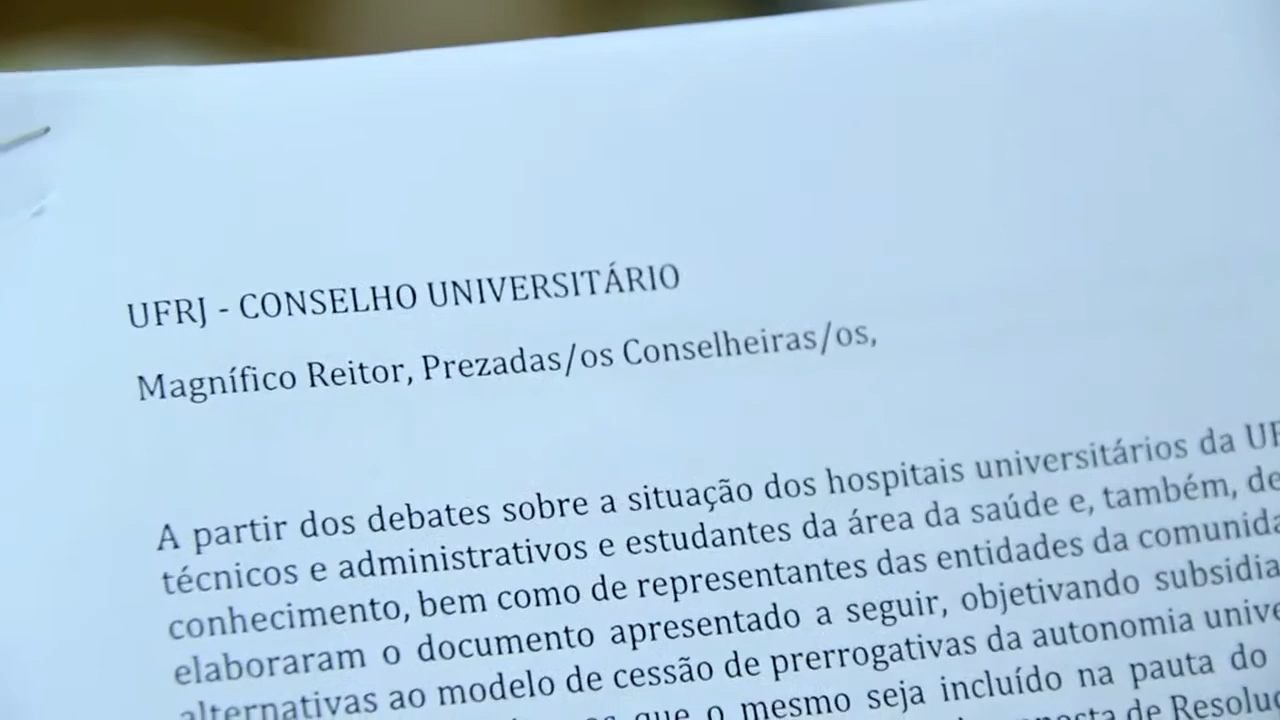 UFRJ - CONSELHO UNIVERSITÁRIO
Magnífico Reitor, Prezadas/os Conselheiras/os,
A partir dos debates sobre a situação dos hospitais universitários da
técnicos e administrativos e estudantes da área da saúde e, também, de
conhecimento, bem como de representantes das entidades da
elaboraram o documento apresentado a seguir, objetivando
alternativas ao modelo de cessão de prerrogativas da autonomia
que o mesmo seja incluído na pauta do
de